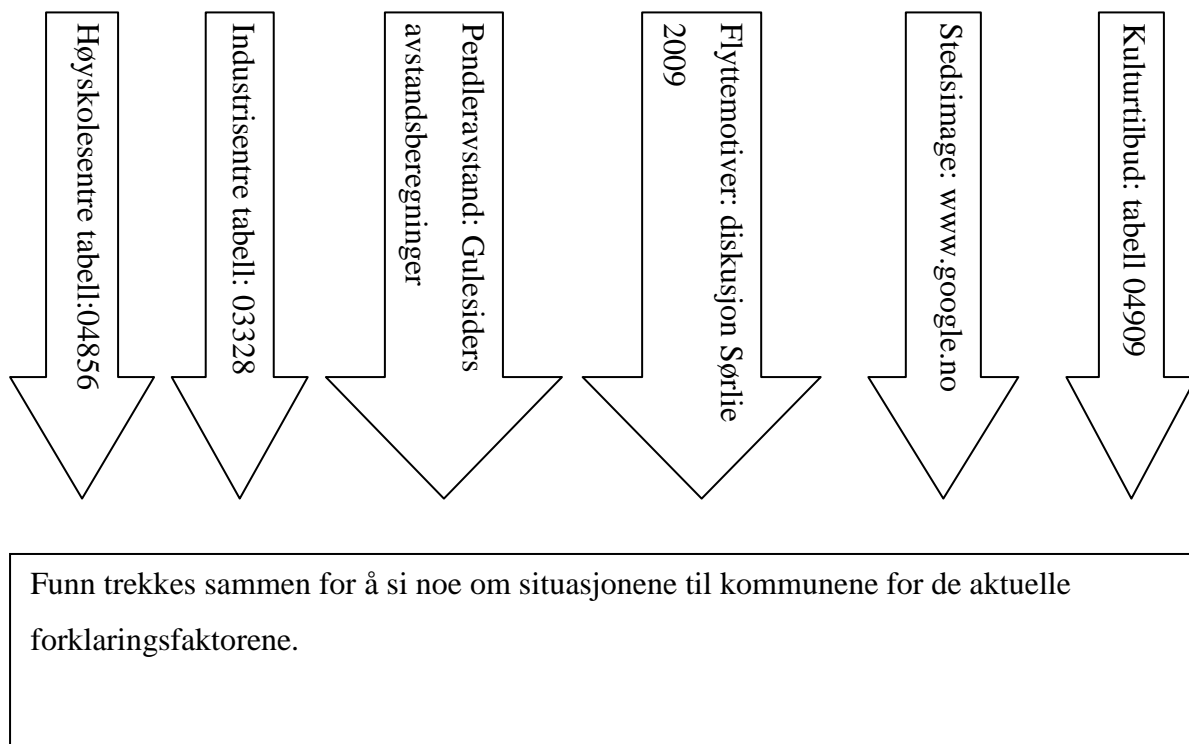 Høyskolesentre tabell:04856
Industrisentre tabell: 03328
Pendleravstand: Gulesiders
avstandsberegninger
Flyttemotiver: diskusjon Sørlie
2009
Stedsimage: www.google.no
Kulturtilbud: tabell 04909
Funn trekkes sammen for å si noe om situasjonene til kommunene for de aktuelle
forklaringsfaktorene.